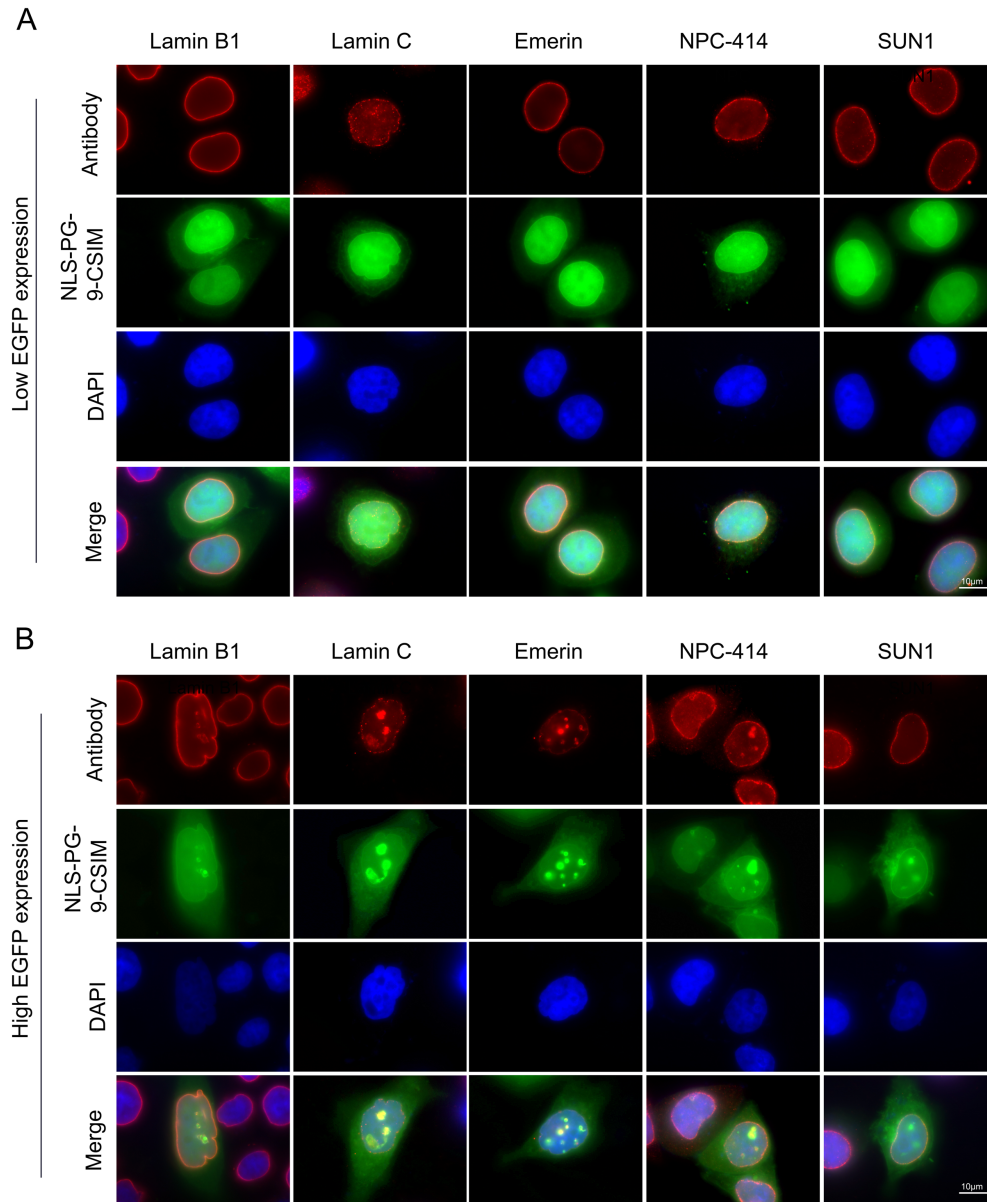 A
Lamin B1 Lamin C Emerin NPC-414 SUN1
Low EGFP expression
Antibody
NLS-PG-
9-CSIM
DAPI
Merge
10μm
B
Lamin B1 Lamin C Emerin NPC-414 SUN1
High EGFP expression
Antibody
NLS-PG-
9-CSIM
DAPI
Merge
10μm